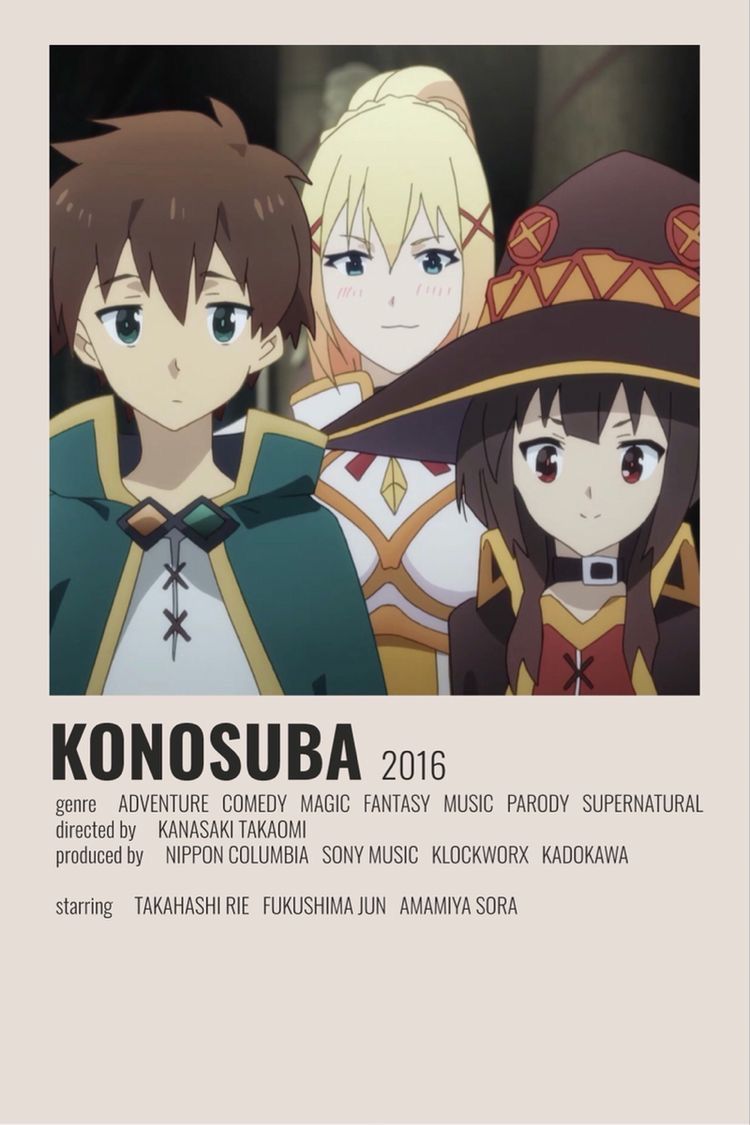 KONOSUBA 2016
genre ADVENTURE COMEDY MAGIC FANTASY MUSIC PARODY SUPERNATURAL
directed by KANASAKI TAKAOMI
produced by NIPPON COLUMBIA SONY MUSIC KLOCKWORX KADOKAWA
starring TAKAHASHI RIE FUKUSHIMA JUN AMAMIYA SORA